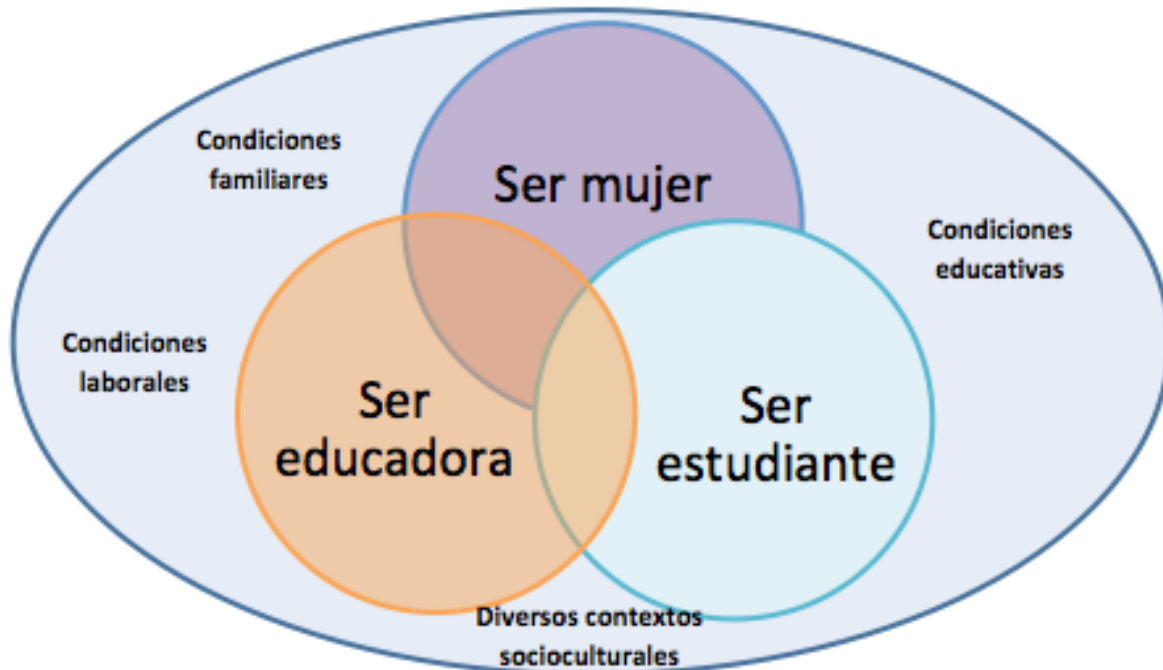 Condiciones
familiares
Ser mujer
Condiciones
educativas
Condiciones
laborales
Ser
educadora
Ser
estudiante
Diversos contextos
socioculturales